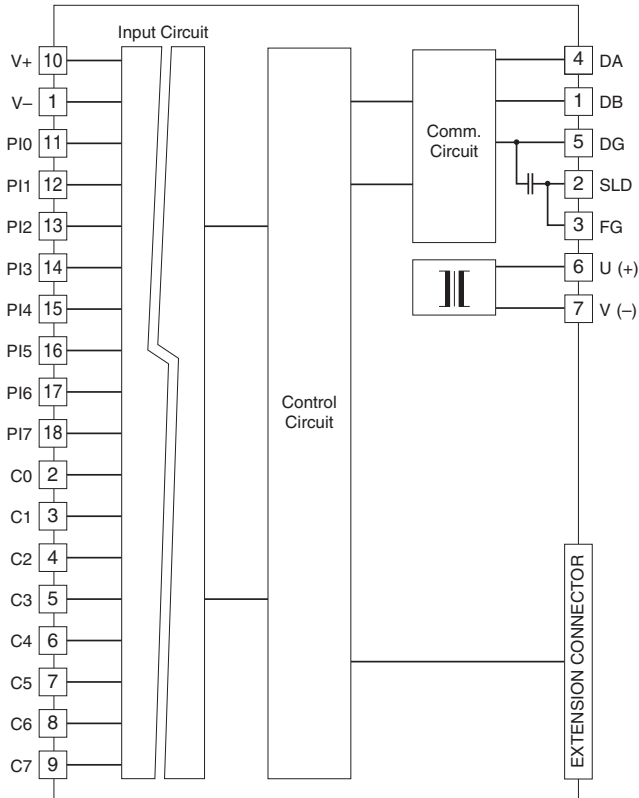 Input Circuit
V+ 10
V– 1
PI0 11
PI1 12
PI2 13
PI3 14
PI4 15
PI5 16
PI6 17
PI7 18
C0 2
C1 3
C2 4
C3 5
C4 6
C5 7
C6 8
C7 9
Control
Circuit
Comm.
Circuit
4 DA
1 DB
5 DG
2 SLD
3 FG
6 U (+)
7 V (–)
EXTENSION CONNECTOR